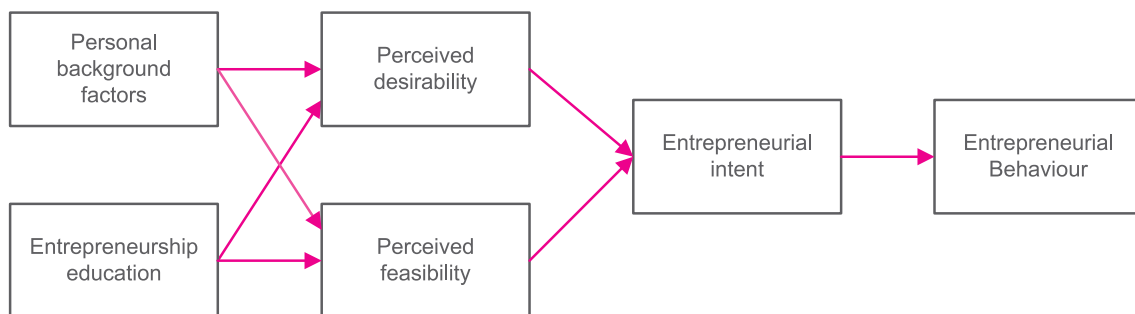 Personal
background
factors
Perceived
desirability
Entrepreneurial
intent
Entrepreneurial
Behaviour
Entrepreneurship
education
Perceived
feasibility